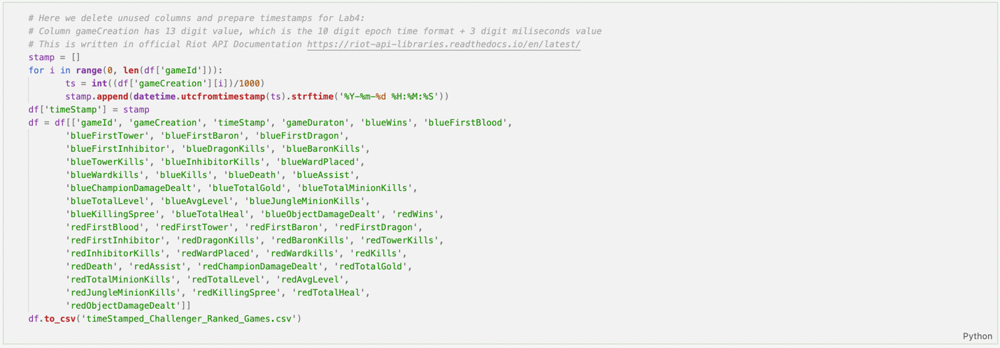 # Here we delete unused columns and prepare timestamps for Lab4:
# Column gameCreation has 13 digit value, which is the 10 digit epoch time format + 3 digit miliseconds value
# This is written in official Riot API Documentation https://riot-api-libraries.readthedocs.io/en/latest/
stamp = []
for i in range(0, len(df['gameId'])):
       ts = int((df['gameCreation'][i])/1000)
       stamp.append(datetime.utcfromtimestamp(ts).strftime('%Y-%m-%d %H:%M:%S'))
df['timeStamp'] = stamp
df = df[['gameId', 'gameCreation', 'timeStamp', 'gameDuraton', 'blueWins', 'blueFirstBlood',
       'blueFirstTower', 'blueFirstBaron', 'blueFirstDragon',
       'blueFirstInhibitor', 'blueDragonKills', 'blueBaronKills',
       'blueTowerKills', 'blueInhibitorKills', 'blueWardPlaced',
       'blueWardkills', 'blueKills', 'blueDeath', 'blueAssist',
       'blueChampionDamageDealt', 'blueTotalGold', 'blueTotalMinionKills',
       'blueTotalLevel', 'blueAvgLevel', 'blueJungleMinionKills',
       'blueKillingSpree', 'blueTotalHeal', 'blueObjectDamageDealt', 'redWins',
       'redFirstBlood', 'redFirstTower', 'redFirstBaron', 'redFirstDragon',
       'redFirstInhibitor', 'redDragonKills', 'redBaronKills', 'redTowerKills',
       'redInhibitorKills', 'redWardPlaced', 'redWardkills', 'redKills',
       'redDeath', 'redAssist', 'redChampionDamageDealt', 'redTotalGold',
       'redTotalMinionKills', 'redTotalLevel', 'redAvgLevel',
       'redJungleMinionKills', 'redKillingSpree', 'redTotalHeal',
       'redObjectDamageDealt']]
df.to_csv('timeStamped_Challenger_Ranked_Games.csv')
Python